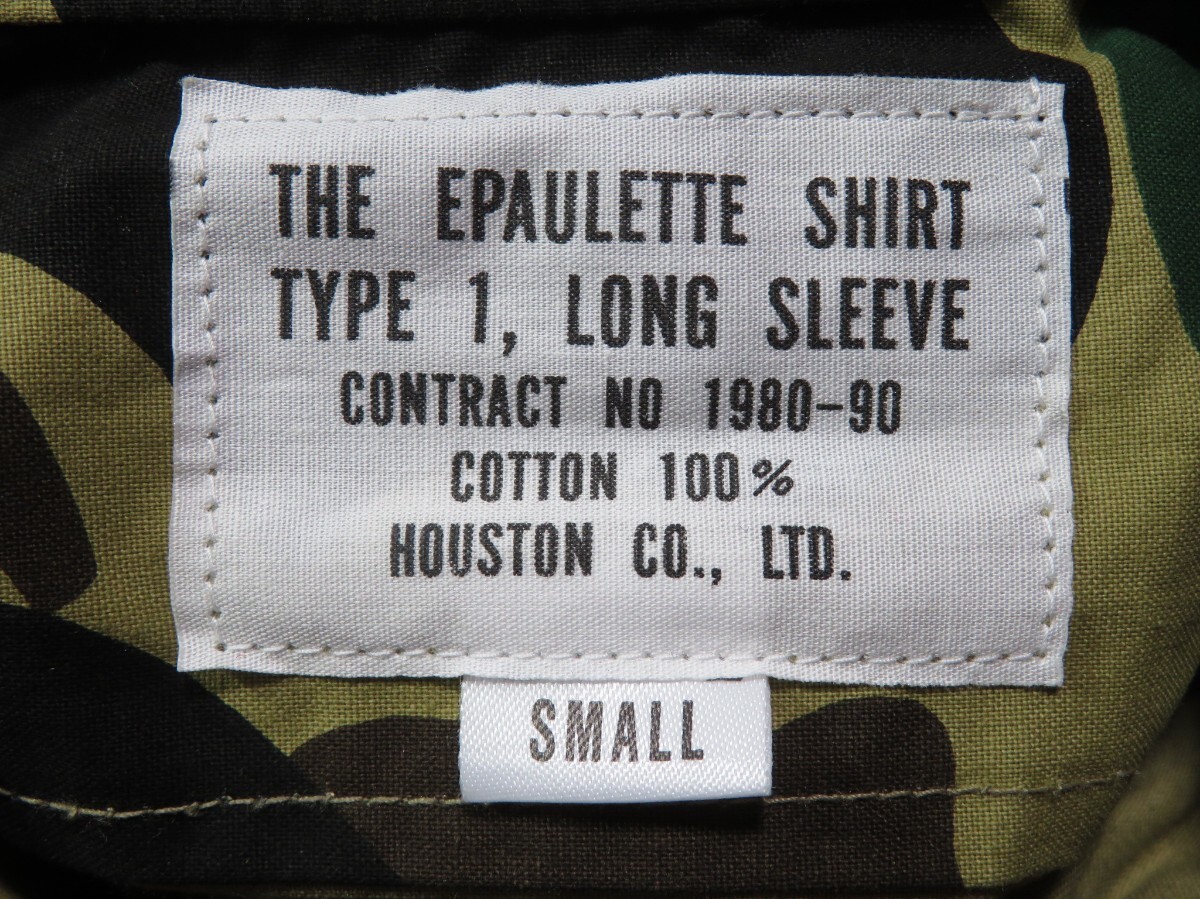 THE EPAULETTE SHIRT
TYPE 1, LONG SLEEVE
CONTRACT NO 1980-90
COTTON 100%
HOUSTON CO., LTD.
SMALL